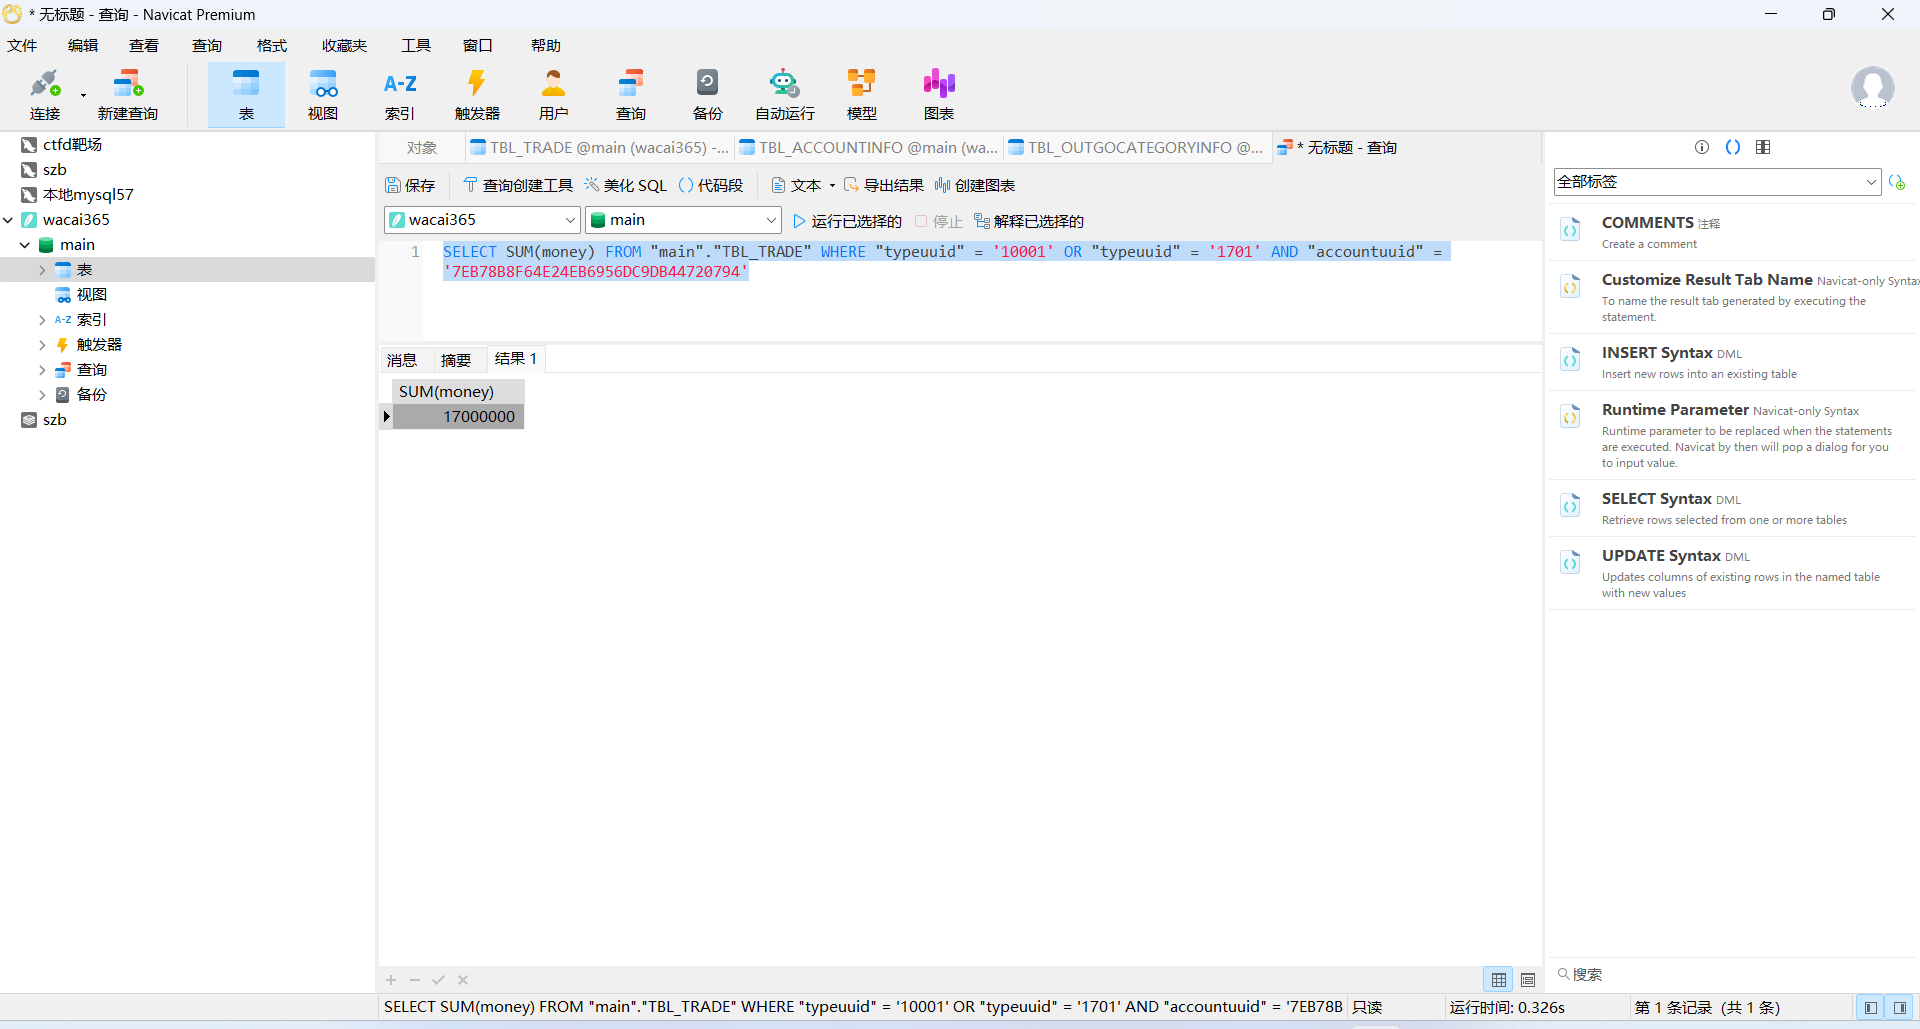 * 无标题 - 查询 - Navicat Premium
文件 编辑 查看 查询 格式 收藏夹 工具 窗口 帮助
连接 新建查询 表 视图 A-Z 索引 触发器 用户 查询 备份 自动运行 模型 图表
ctfd靶场
szb
本地mysql57
wacai365
main
表
视图
A-Z 索引
触发器
查询
备份
szb
对象 TBL_TRADE @main (wacai365) -... TBL_ACCOUNTINFO @main (wa... TBL_OUTGOCATEGORYINFO @... * 无标题 - 查询
保存 查询创建工具 美化 SQL 代码段 文本 导出结果 创建图表
wacai365 main 运行已选择的 停止 解释已选择的
1 SELECT SUM(money) FROM "main"."TBL_TRADE" WHERE "typeuuid" = '10001' OR "typeuuid" = '1701' AND "accountuuid" =
'7EB78B8F64E24EB6956DC9DB44720794'
消息 摘要 结果 1
SUM(money)
17000000
全部标签
COMMENTS 注释
Create a comment
Customize Result Tab Name Navicat-only Syntax
To name the result tab generated by executing the
statement.
INSERT Syntax DML
Insert new rows into an existing table
Runtime Parameter Navicat-only Syntax
Runtime parameter to be replaced when the statements
are executed. Navicat by then will pop a dialog for you
to input value.
SELECT Syntax DML
Retrieve rows selected from one or more tables
UPDATE Syntax DML
Updates columns of existing rows in the named table
with new values
搜索
SELECT SUM(money) FROM "main"."TBL_TRADE" WHERE "typeuuid" = '10001' OR "typeuuid" = '1701' AND "accountuuid" = '7EB78B 只读 运行时间: 0.326s 第 1 条记录 (共 1 条)